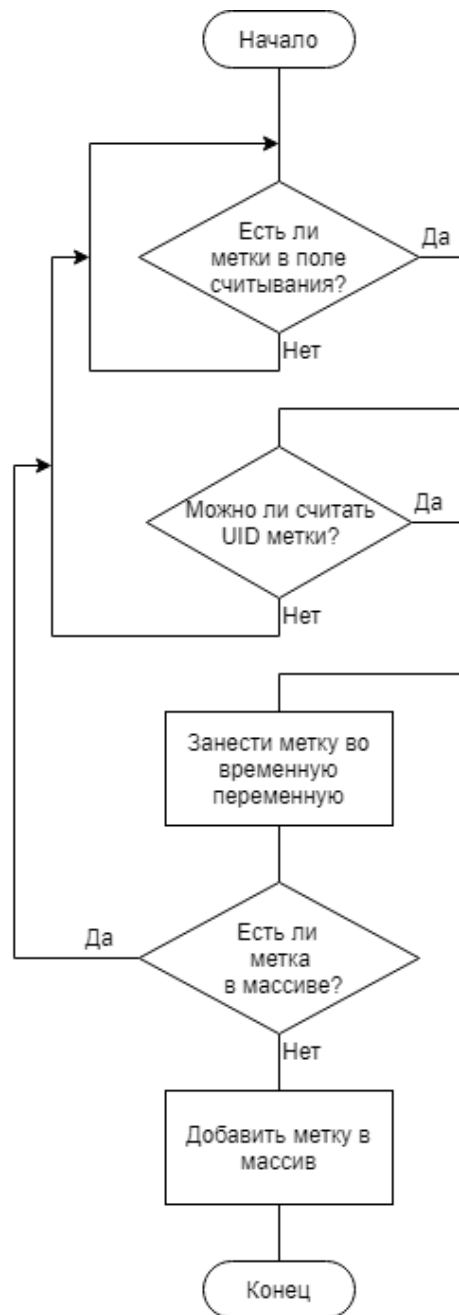 Начало
Есть ли
метки в поле
считывания?
Да
Нет
Можно ли считать
UID метки?
Да
Нет
Занести метку во
временную
переменную
Есть ли
метка
в массиве?
Да
Нет
Добавить метку в
массив
Конец